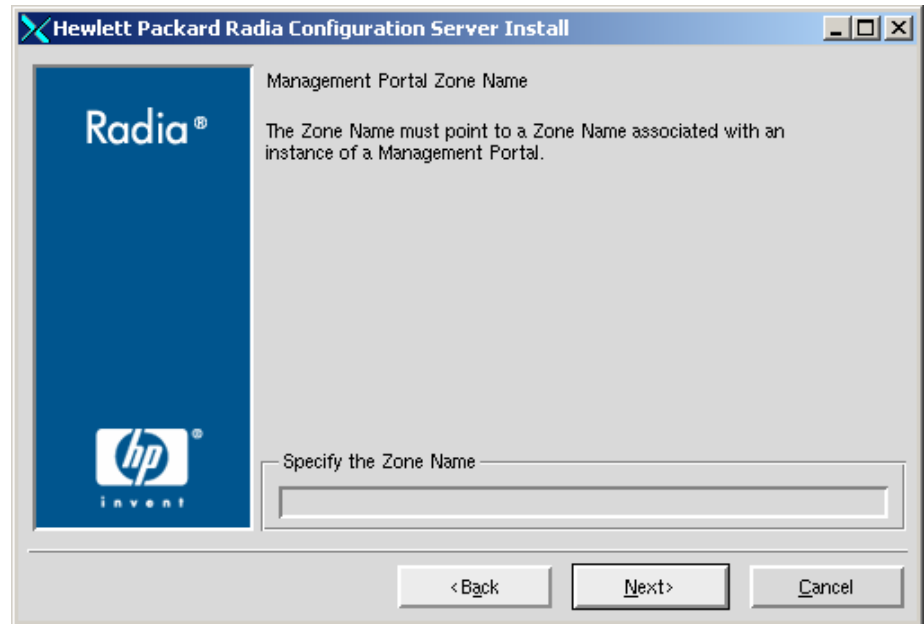 Hewlett Packard Radia Configuration Server Install
Radia®
Management Portal Zone Name
The Zone Name must point to a Zone Name associated with an
instance of a Management Portal.
hp®
invent
Specify the Zone Name
<Back
Next>
Cancel